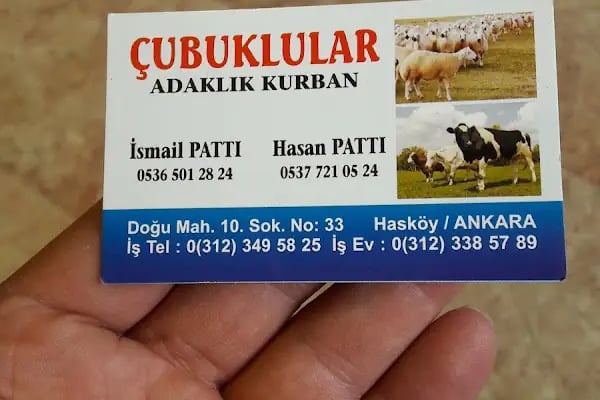 ÇUBUKLULAR
ADAKLIK KURBAN
İsmail PATTI Hasan PATTI
0536 501 28 24 0537 721 05 24
Doğu Mah. 10. Sok. No: 33 Hasköy / ANKARA
İş Tel : 0(312) 349 58 25 İş Ev : 0(312) 338 57 89